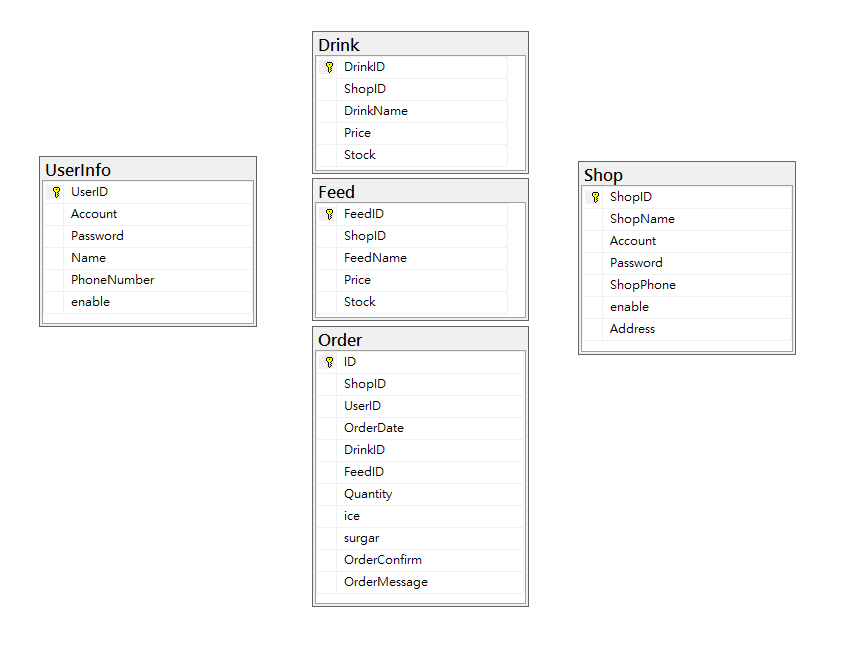 Drink
DrinkID
ShopID
DrinkName
Price
Stock
UserInfo
UserID
Account
Password
Name
PhoneNumber
enable
Feed
FeedID
ShopID
FeedName
Price
Stock
Shop
ShopID
ShopName
Account
Password
ShopPhone
enable
Address
Order
ID
ShopID
UserID
OrderDate
DrinkID
FeedID
Quantity
ice
surgar
OrderConfirm
OrderMessage